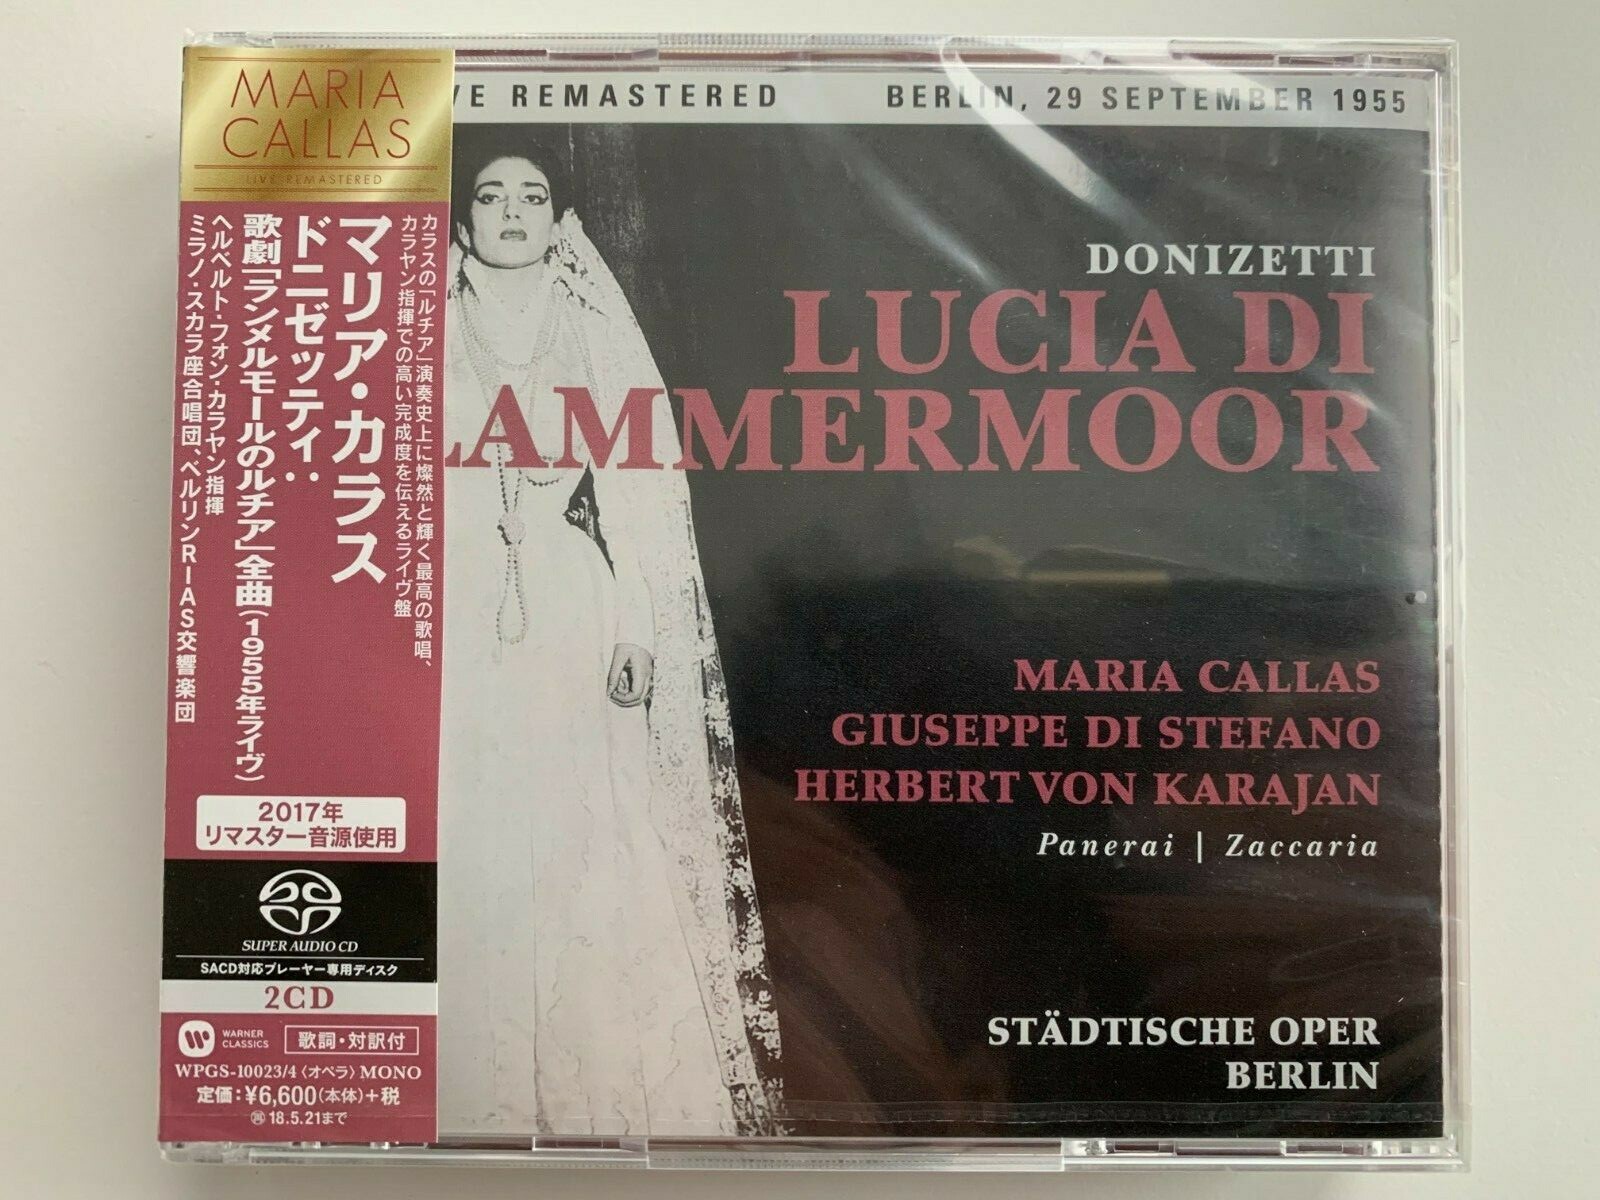 MARIA
CALLAS
LIVE REMASTERED
カラスの「ルチア」演奏史上に燦然と輝く最高の歌唱、
カラヤン指揮での高い完成度を伝えるライヴ盤
マリア・カラス
ドニゼッティ:
歌劇「ランメルモールのルチア」全曲(1955年ライヴ)
ヘルベルト・フォン・カラヤン指揮
ミラノ・スカラ座合唱団、ベルリンRIAS交響楽団
2017年
リマスター音源使用
SUPER AUDIO CD
SACD対応プレーヤー専用ディスク
2CD
WARNER
CLASSICS
歌詞・対訳付
WPGS-10023/4〈オペラ〉MONO
定価:¥6,600(本体)+税
18.5.21まで
VE REMASTERED
BERLIN, 29 SEPTEMBER 1955
DONIZETTI
LUCIA DI
LAMMERMOOR
MARIA CALLAS
GIUSEPPE DI STEFANO
HERBERT VON KARAJAN
Panerai | Zaccaria
STÄDTISCHE OPER
BERLIN